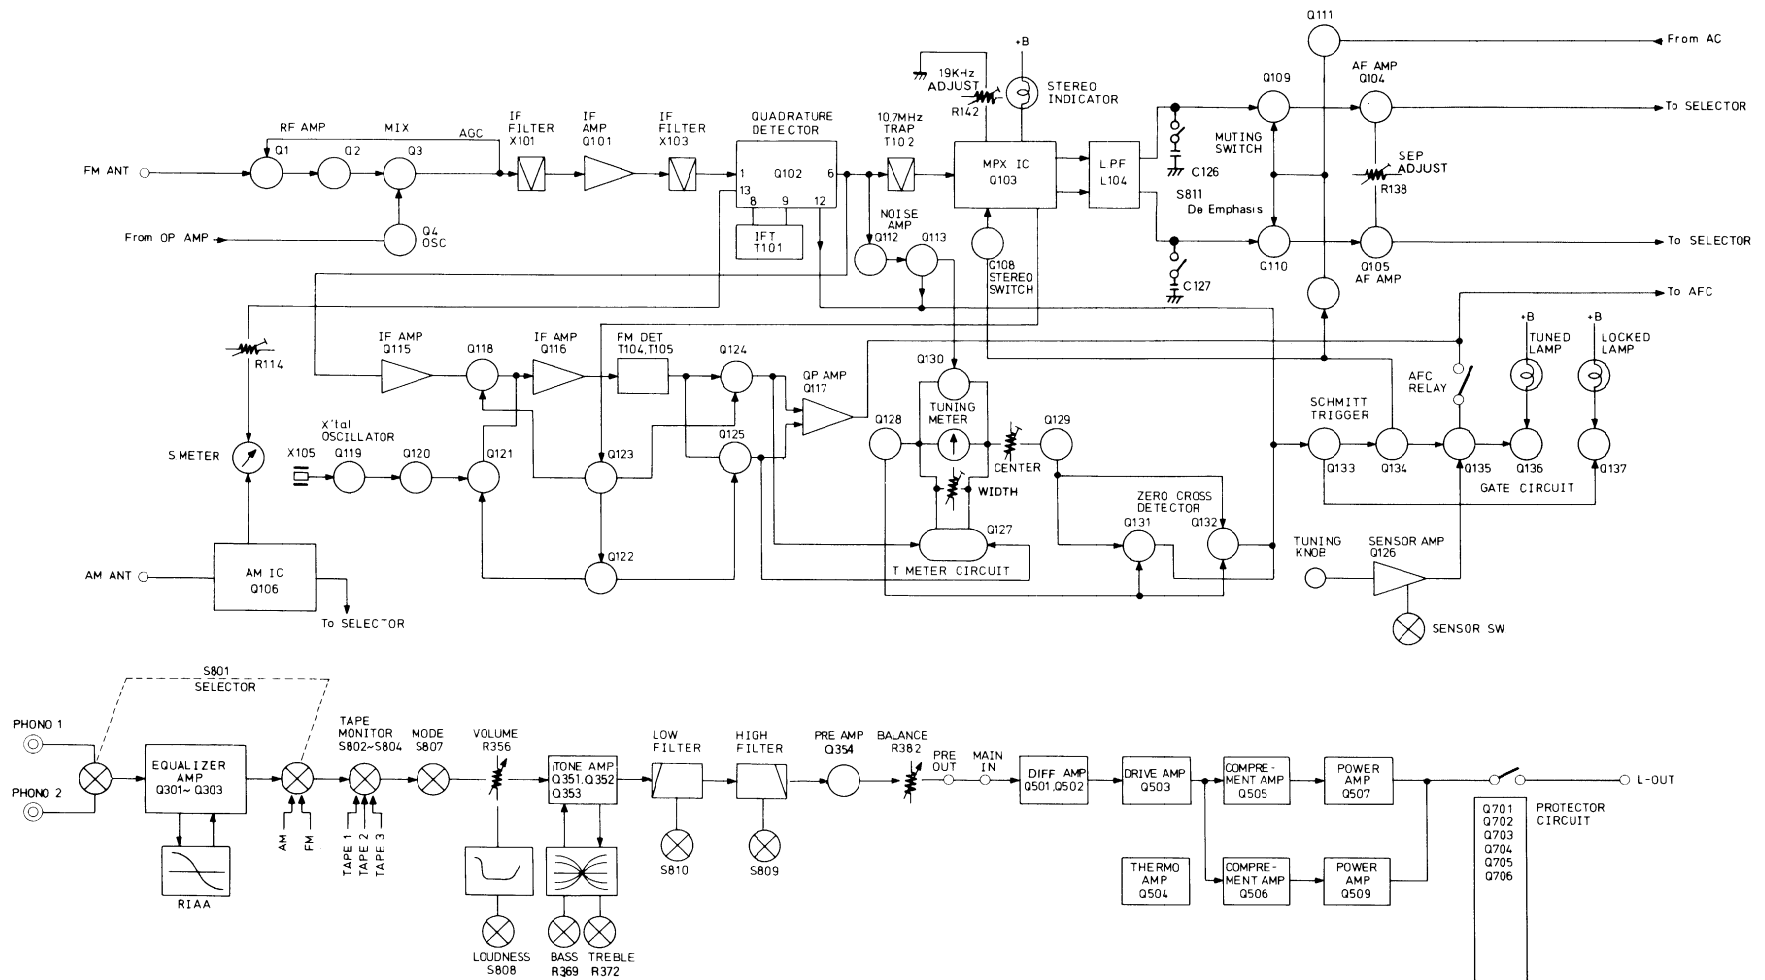 Q111
From AC
+B
19KHz
ADJUST
R142
STEREO
INDICATOR
Q109
AF AMP
Q104
To SELECTOR
RF AMP
MIX
AGC
IF
FILTER
X101
IF
AMP
Q101
IF
FILTER
X103
QUADRATURE
DETECTOR
10.7MHz
TRAP
T102
MUTING
SWITCH
C126
Q1
Q2
Q3
FM ANT
1
Q102
6
13
8
9
12
MPX IC
Q103
LPF
L104
SEP
ADJUST
R138
S811
De Emphasis
From OP AMP
Q4
OSC
IFT
T101
NOISE
AMP
Q112
Q113
G108
STEREO
SWITCH
G110
Q105
AF AMP
To SELECTOR
C127
To AFC
R114
IF AMP
Q115
Q118
IF AMP
Q116
FM DET
T104,T105
Q124
QP AMP
Q117
Q130
TUNING
METER
Q128
Q129
CENTER
WIDTH
AFC
RELAY
+B
TUNED
LAMP
+B
LOCKED
LAMP
SCHMITT
TRIGGER
Q133
Q134
Q135
Q136
Q137
GATE CIRCUIT
S METER
X'tal
OSCILLATOR
X105
Q119
Q120
Q121
Q123
Q125
Q122
Q127
T METER CIRCUIT
ZERO CROSS
DETECTOR
Q131
Q132
TUNING
KNOB
SENSOR AMP
Q126
SENSOR SW
AM ANT
AM IC
Q106
To SELECTOR
S801
SELECTOR
PHONO 1
PHONO 2
EQUALIZER
AMP
Q301~ Q303
RIAA
AM
FM
TAPE
MONITOR
S802~S804
TAPE 1
TAPE 2
TAPE 3
NODE
S807
VOLUME
R356
LOUDNESS
S808
TONE AMP
Q351.Q352
Q353
BASS
R369
TREBLE
R372
LOW
FILTER
S810
HIGH
FILTER
S809
PRE AMP
Q354
BALANCE
R382
PRE
OUT
MAIN
IN
DIFF AMP
Q501,Q502
DRIVE AMP
Q503
COMPRE-
MENT AMP
Q505
POWER
AMP
Q507
L-OUT
THERMO
AMP
Q504
COMPRE-
MENT AMP
Q506
POWER
AMP
Q509
Q701
Q702
Q703
Q704
Q705
Q706
PROTECTOR
CIRCUIT